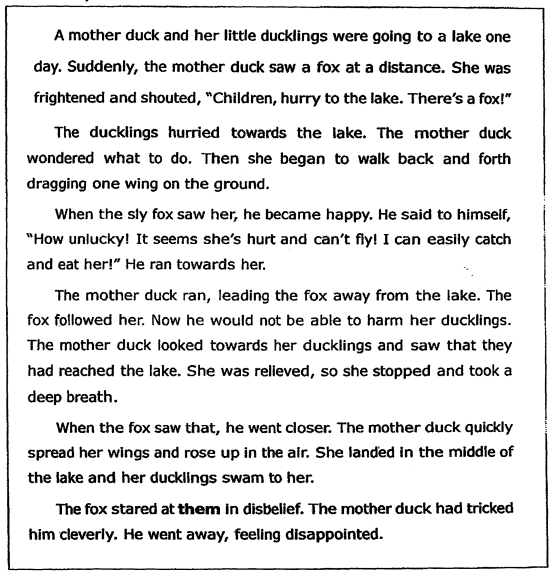 A mother duck and her little ducklings were going to a lake one
day. Suddenly, the mother duck saw a fox at a distance. She was
frightened and shouted, "Children, hurry to the lake. There's a fox!"
The ducklings hurried towards the lake. The mother duck
wondered what to do. Then she began to walk back and forth
dragging one wing on the ground.
When the sly fox saw her, he became happy. He said to himself,
"How unlucky! It seems she's hurt and can't fly! I can easily catch
and eat her!" He ran towards her.
The mother duck ran, leading the fox away from the lake. The
fox followed her. Now he would not be able to harm her ducklings.
The mother duck looked towards her ducklings and saw that they
had reached the lake. She was relieved, so she stopped and took a
deep breath.
When the fox saw that, he went closer. The mother duck quickly
spread her wings and rose up in the air. She landed in the middle of
the lake and her ducklings swam to her.
The fox stared at them in disbelief. The mother duck had tricked
him cleverly. He went away, feeling disappointed.